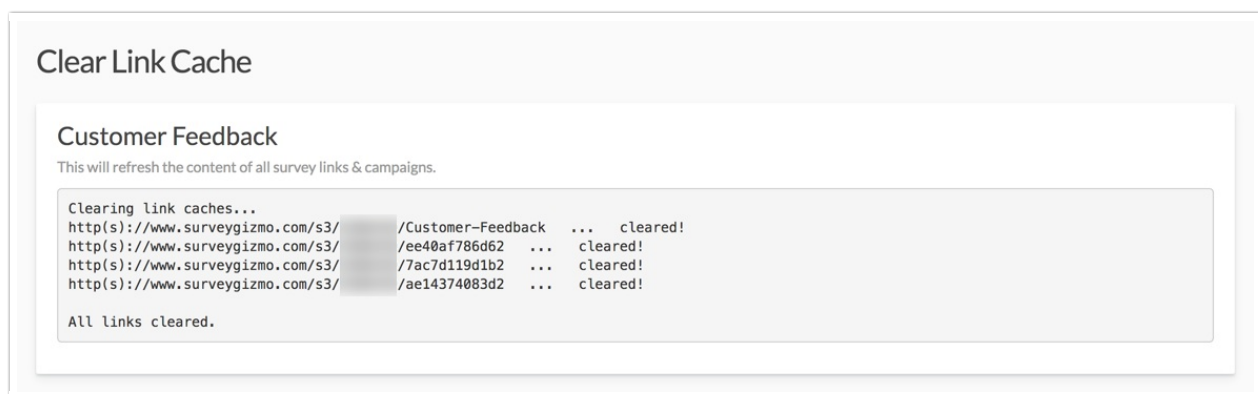 Clear Link Cache
Customer Feedback
This will refresh the content of all survey links & campaigns.
Clearing link caches...
http(s)://www.surveygizmo.com/s3/ /Customer-Feedback ... cleared!
http(s)://www.surveygizmo.com/s3/ /ee40af786d62 ... cleared!
http(s)://www.surveygizmo.com/s3/ /7ac7d119d1b2 ... cleared!
http(s)://www.surveygizmo.com/s3/ /ae14374083d2 ... cleared!
All links cleared.